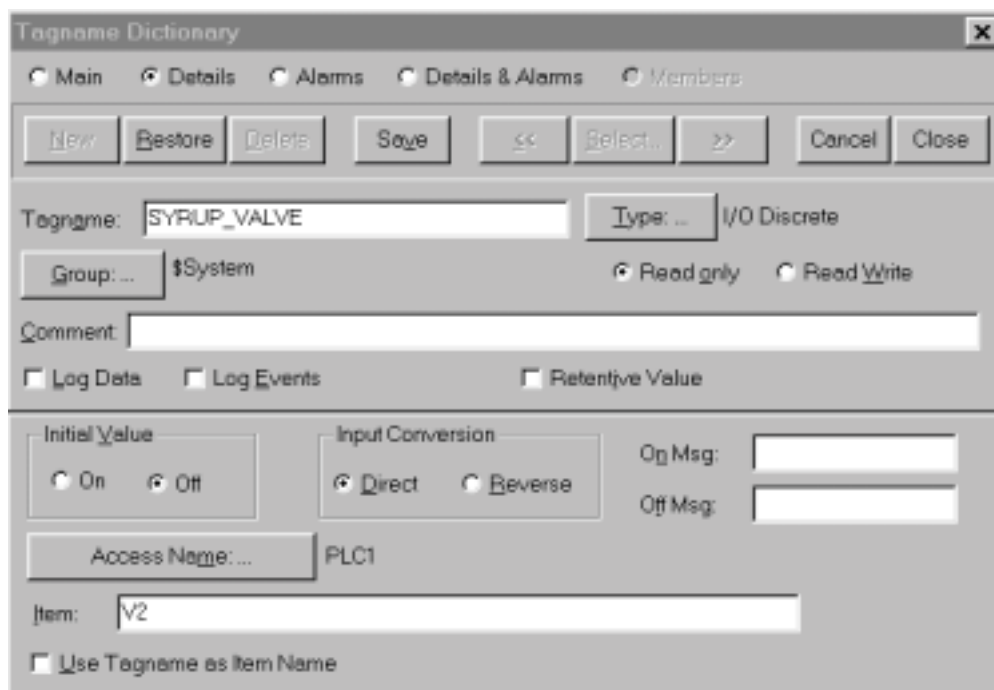 Tagname Dictionary
Main Details Alarms Details & Alarms Members
New Restore Delete Save << Select... >> Cancel Close
Tagname: SYRUP_VALVE Type: ... I/O Discrete
Group: ... $System Read only Read Write
Comment:
Log Data Log Events Retentive Value
Initial Value Input Conversion
On Msg:
On Off Direct Reverse
Off Msg:
Access Name: ... PLC1
Item: V2
Use Tagname as Item Name